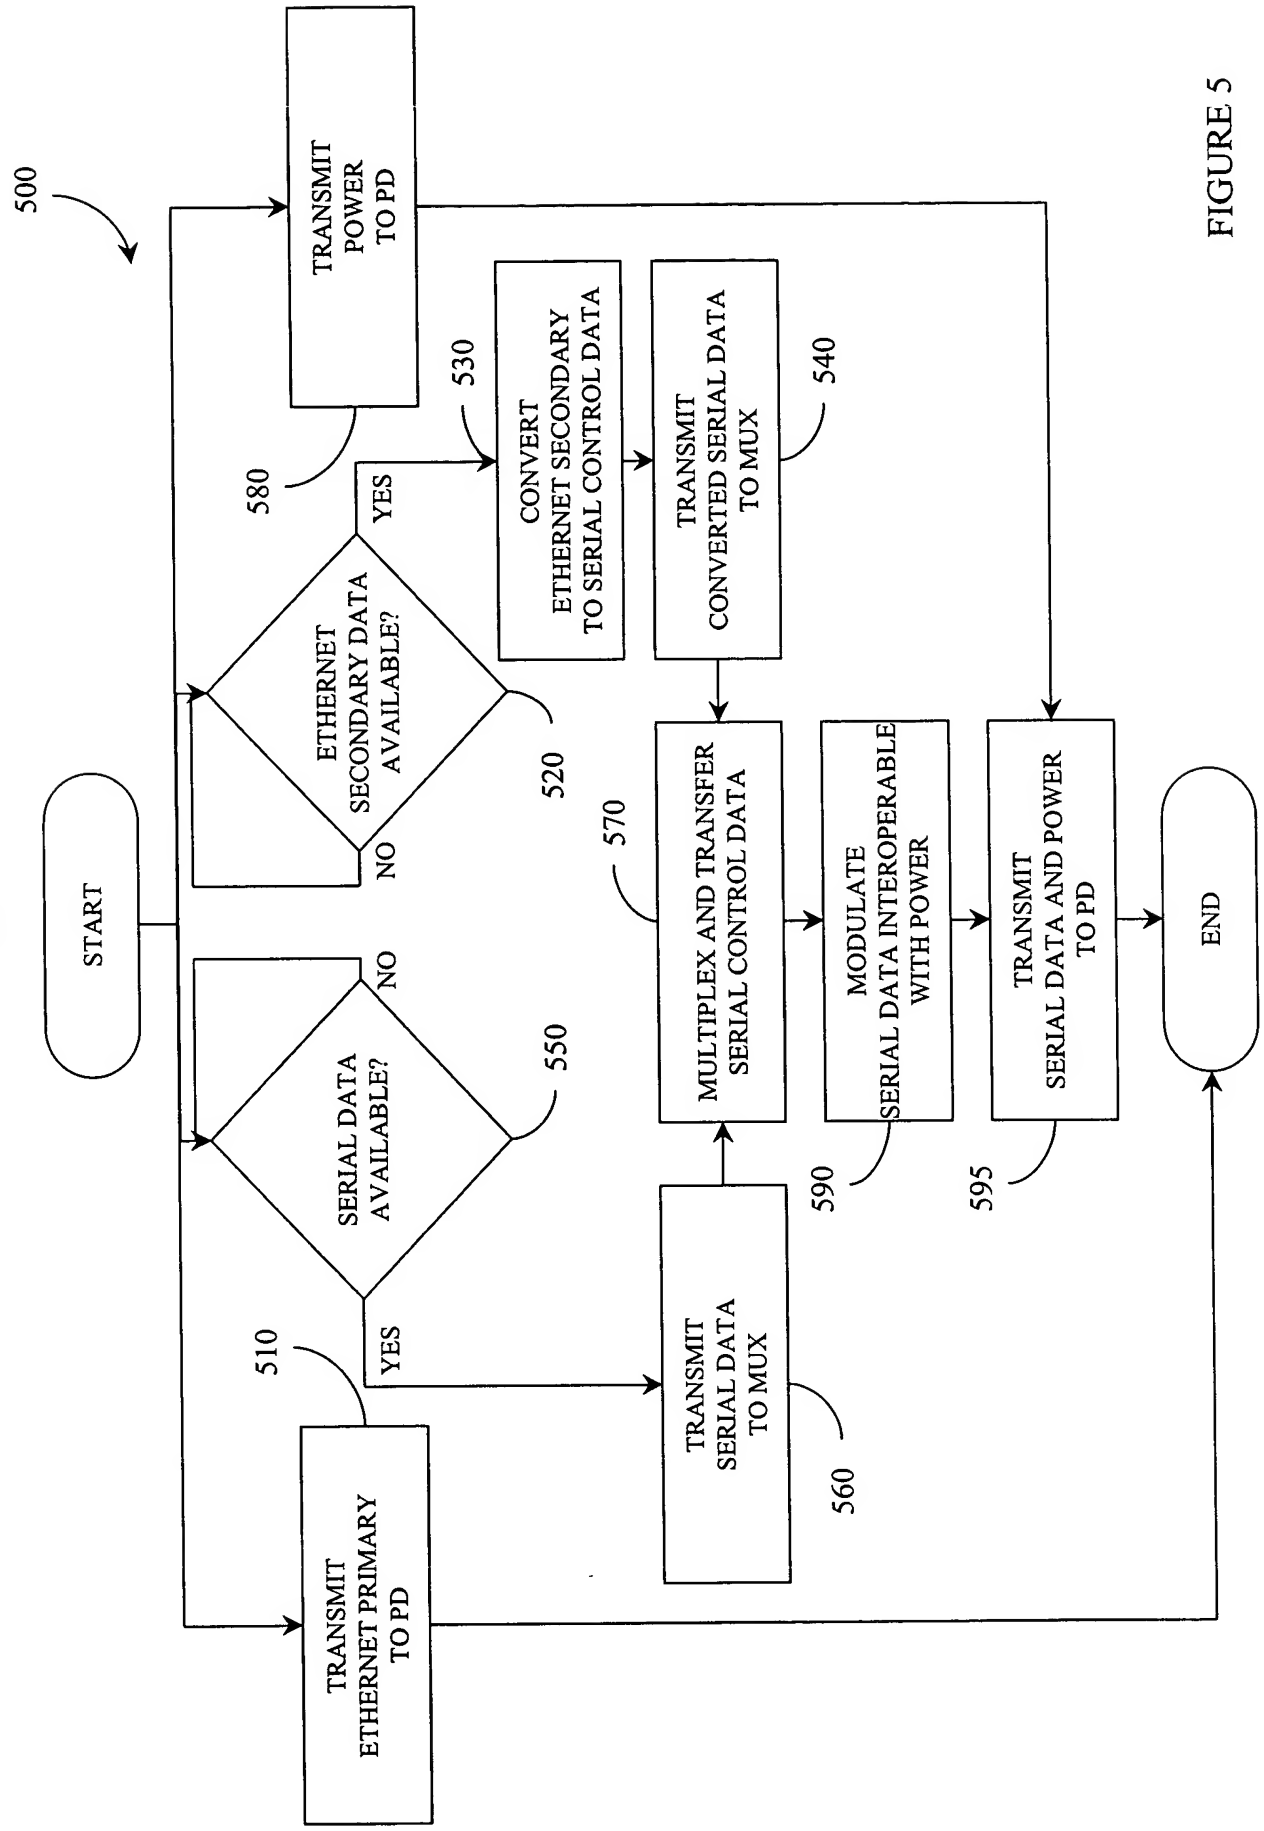 500
START
TRANSMIT
ETHERNET PRIMARY
TO PD
510
SERIAL DATA
AVAILABLE?
NO
YES
550
ETHERNET
SECONDARY DATA
AVAILABLE?
NO
YES
520
TRANSMIT
POWER
TO PD
580
CONVERT
ETHERNET SECONDARY
TO SERIAL CONTROL DATA
530
TRANSMIT
CONVERTED SERIAL DATA
TO MUX
540
TRANSMIT
SERIAL DATA
TO MUX
560
MULTIPLEX AND TRANSFER
SERIAL CONTROL DATA
570
MODULATE
SERIAL DATA INTEROPERABLE
WITH POWER
590
TRANSMIT
SERIAL DATA AND POWER
TO PD
595
END
FIGURE 5